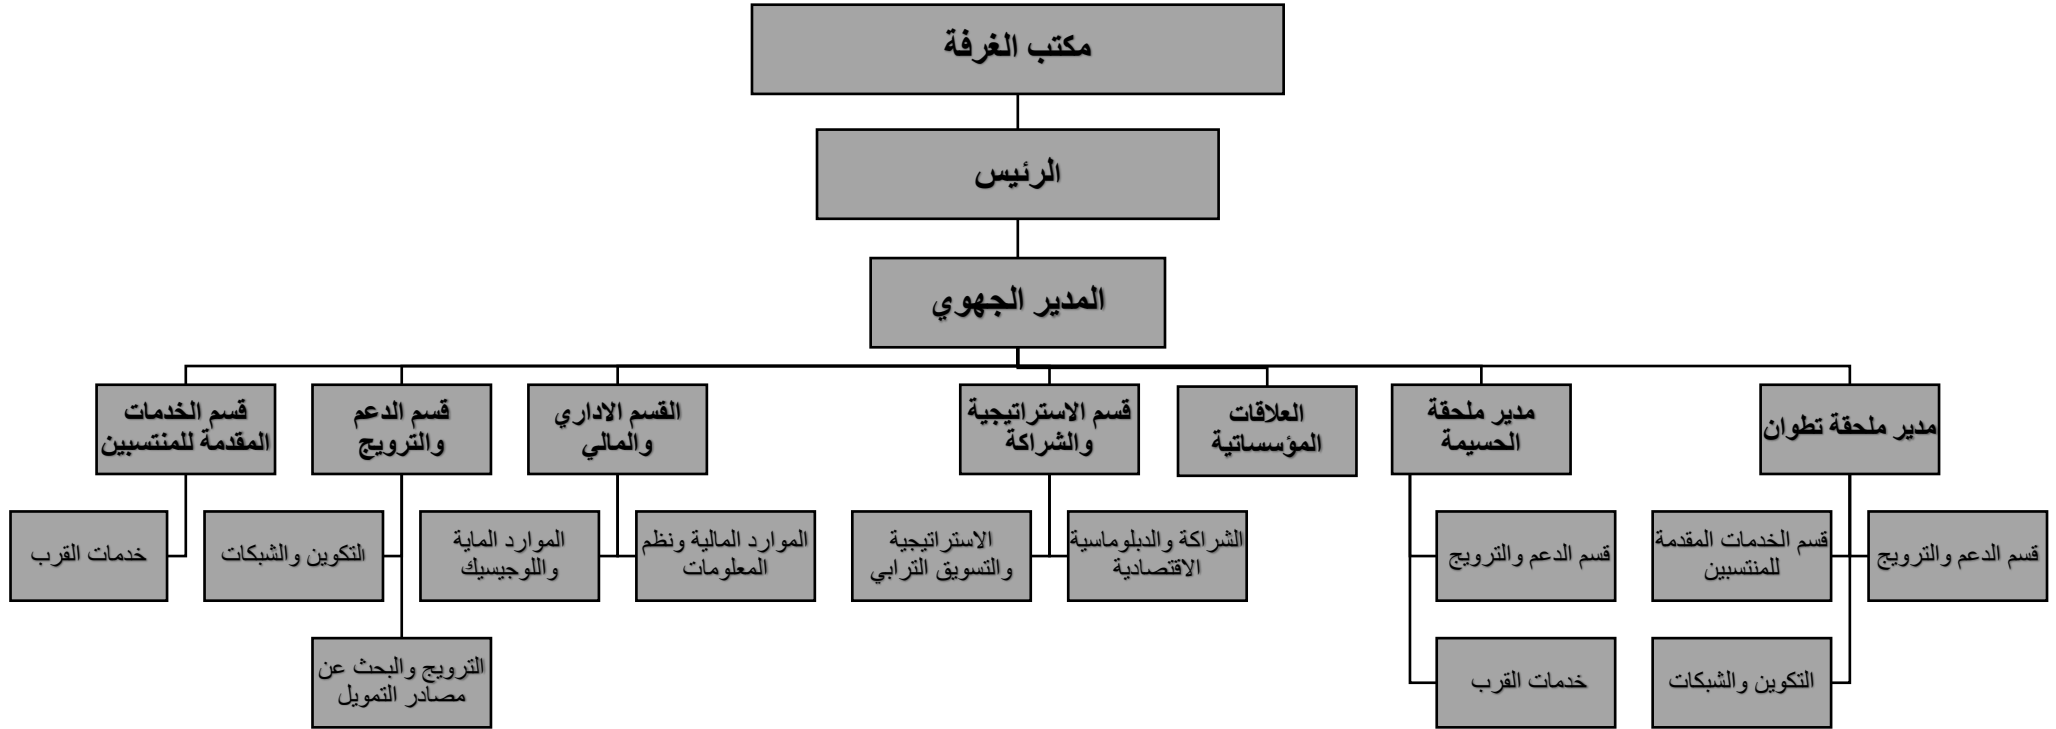 مكتب الغرفة
الرئيس
المدير الجهوي
مدير ملحقة تطوان
مدير ملحقة
الحسيمة
العلاقات
المؤسساتية
قسم الاستراتيجية
والشراكة
القسم الاداري
والمالي
قسم الدعم
والترويج
قسم الخدمات
المقدمة للمنتسبين
قسم الدعم والترويج
قسم الخدمات المقدمة
للمنتسبين
قسم الدعم والترويج
الشراكة والدبلوماسية
الاقتصادية
الاستراتيجية
والتسويق الترابي
الموارد المالية ونظم
المعلومات
الموارد الماية
واللوجيسيك
التكوين والشبكات
خدمات القرب
التكوين والشبكات
خدمات القرب
الترويج والبحث عن
مصادر التمويل